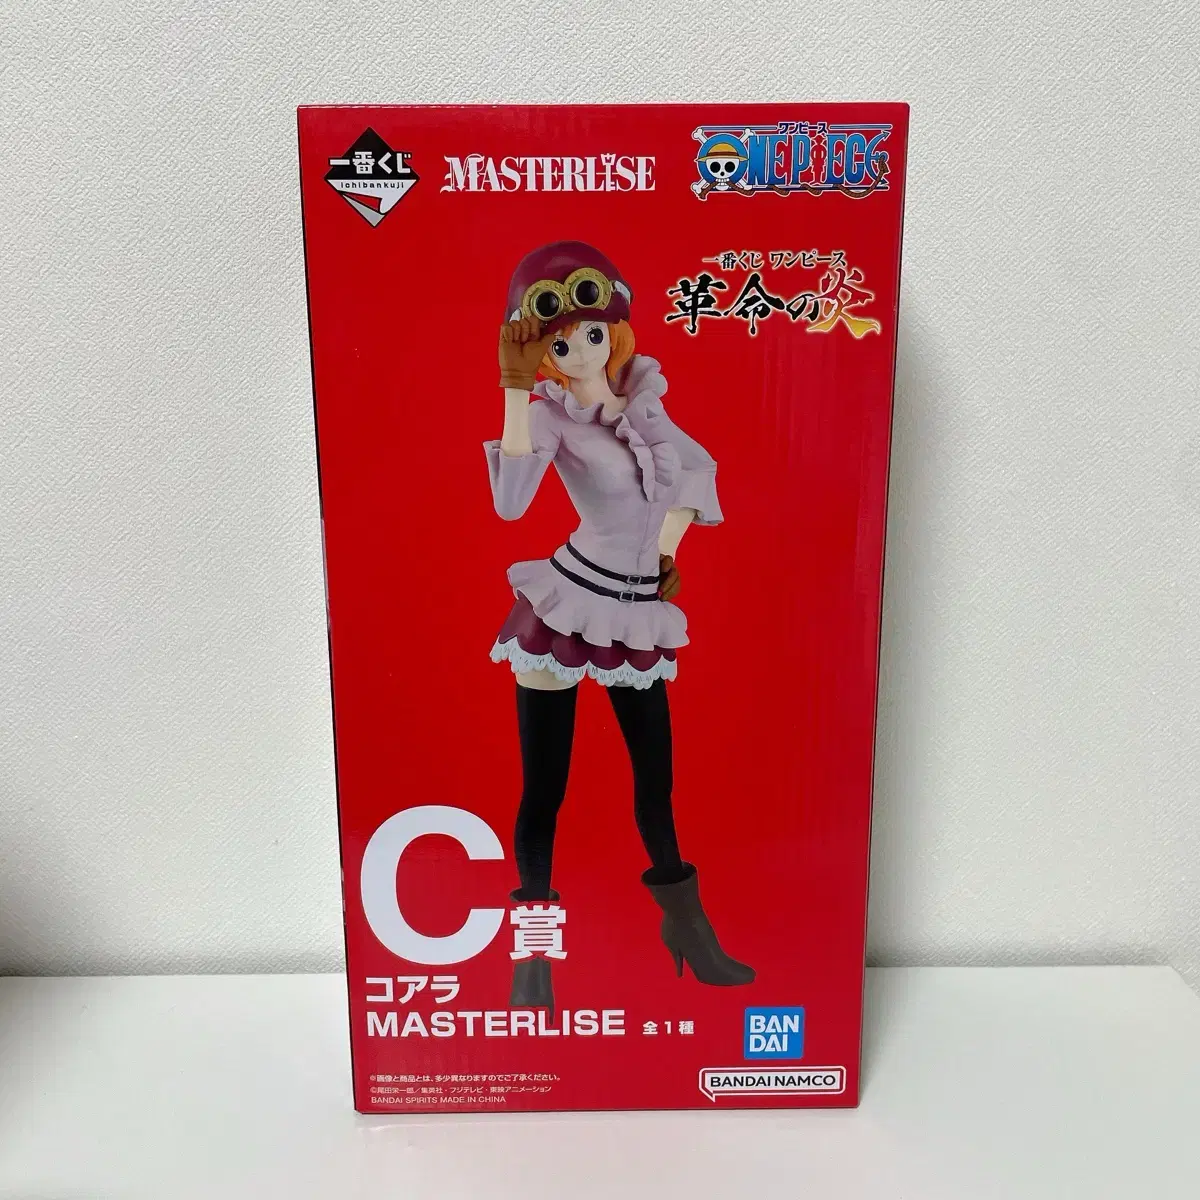 一番くじ
ichibankuji
MASTERLISE
ワンピース
ONE PIECE
一番くじ ワンピース
革命の炎
C賞
コアラ
MASTERLISE 全1種
BAN
DAI
BANDAI NAMCO
※画像と商品とは、多少異なりますのでご了承ください。
©尾田栄一郎／集英社・フジテレビ・東映アニメーション
BANDAI SPIRITS MADE IN CHINA